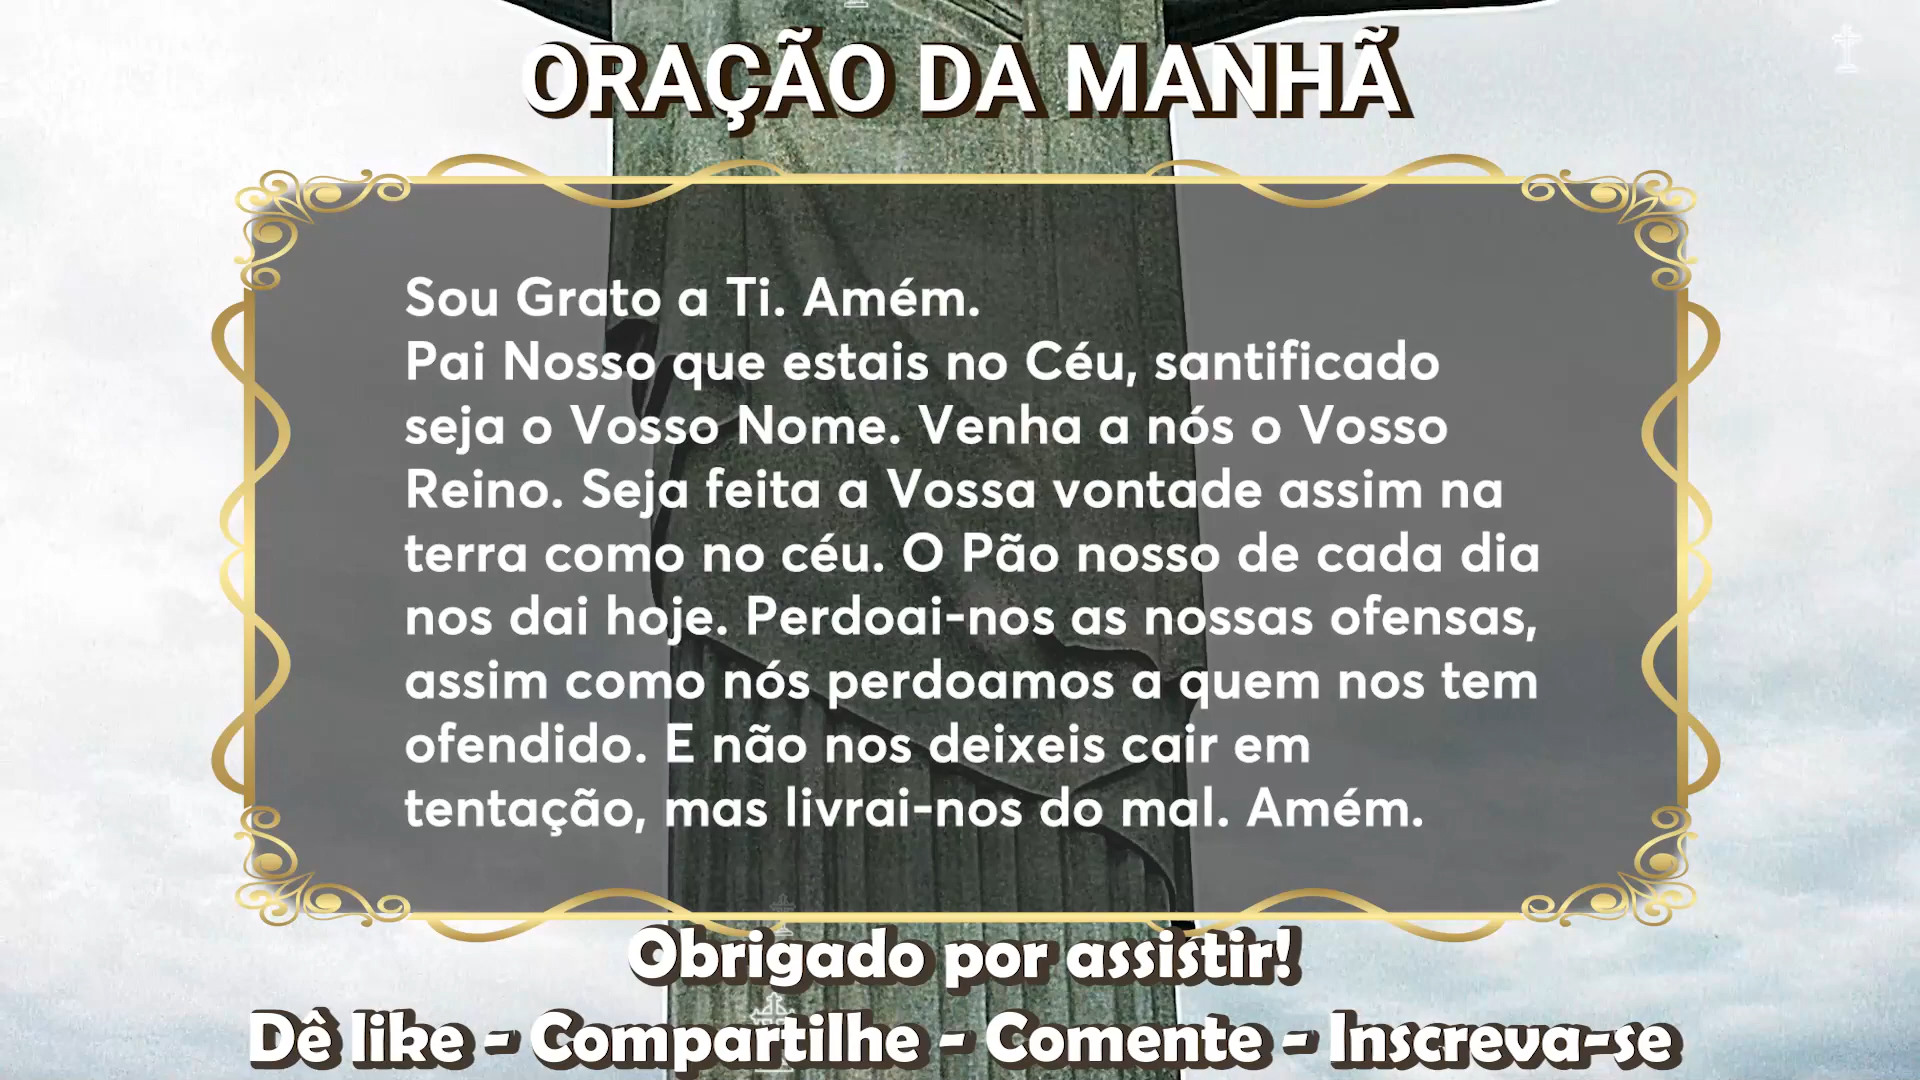 ORAÇÃO DA MANHÃ
Sou Grato a Ti. Amém.
Pai Nosso que estais no Céu, santificado
seja o Vosso Nome. Venha a nós o Vosso
Reino. Seja feita a Vossa vontade assim na
terra como no céu. O Pão nosso de cada dia
nos dai hoje. Perdoai-nos as nossas ofensas,
assim como nós perdoamos a quem nos tem
ofendido. E não nos deixeis cair em
tentação, mas livrai-nos do mal. Amém.
Obrigado por assistir!
Dê like - Compartilhe - Comente - Inscreva-se